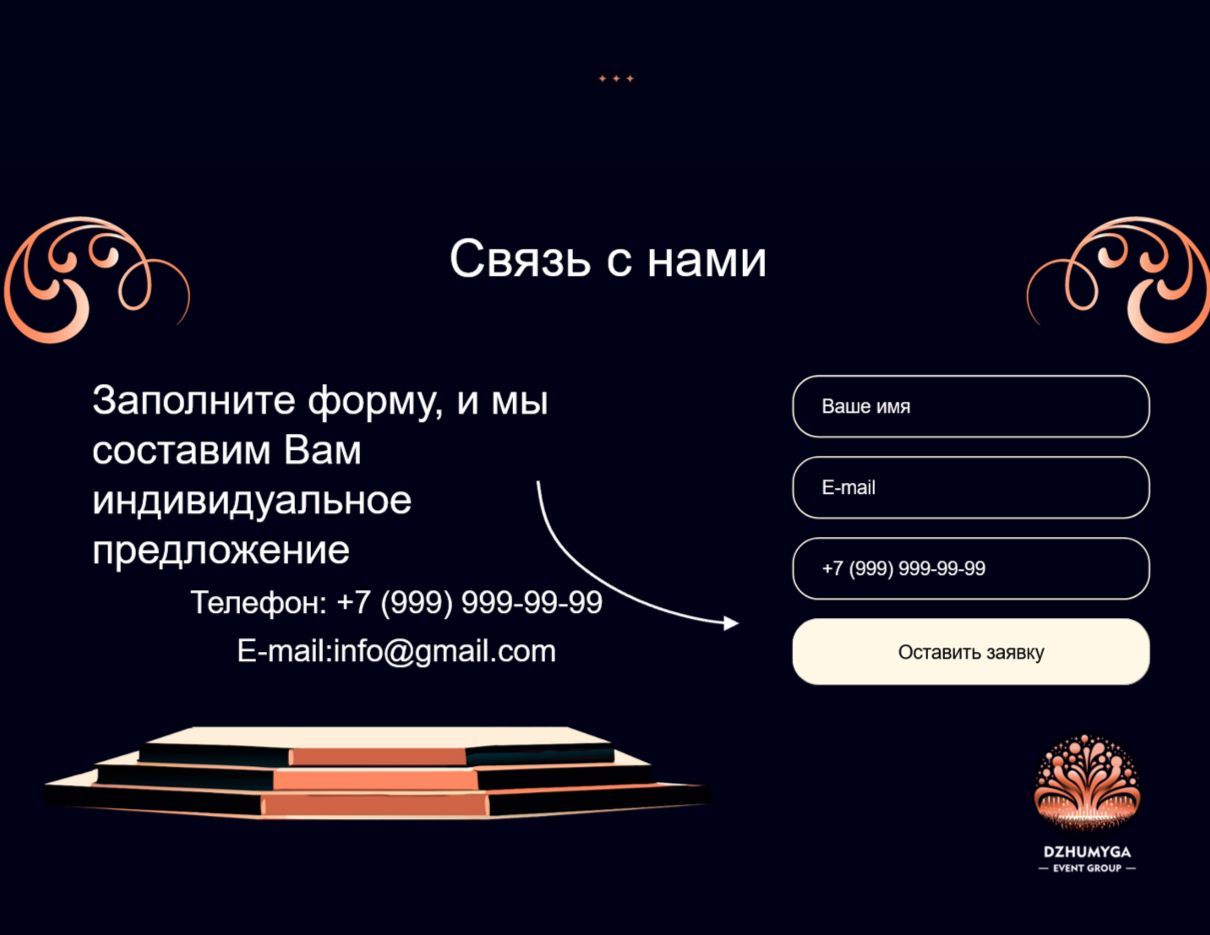 Связь с нами
Заполните форму, и мы
составим Вам
индивидуальное
предложение
Телефон: +7 (999) 999-99-99
E-mail:info@gmail.com
Ваше имя
E-mail
+7 (999) 999-99-99
Оставить заявку
DZHUMYGA
— EVENT GROUP —